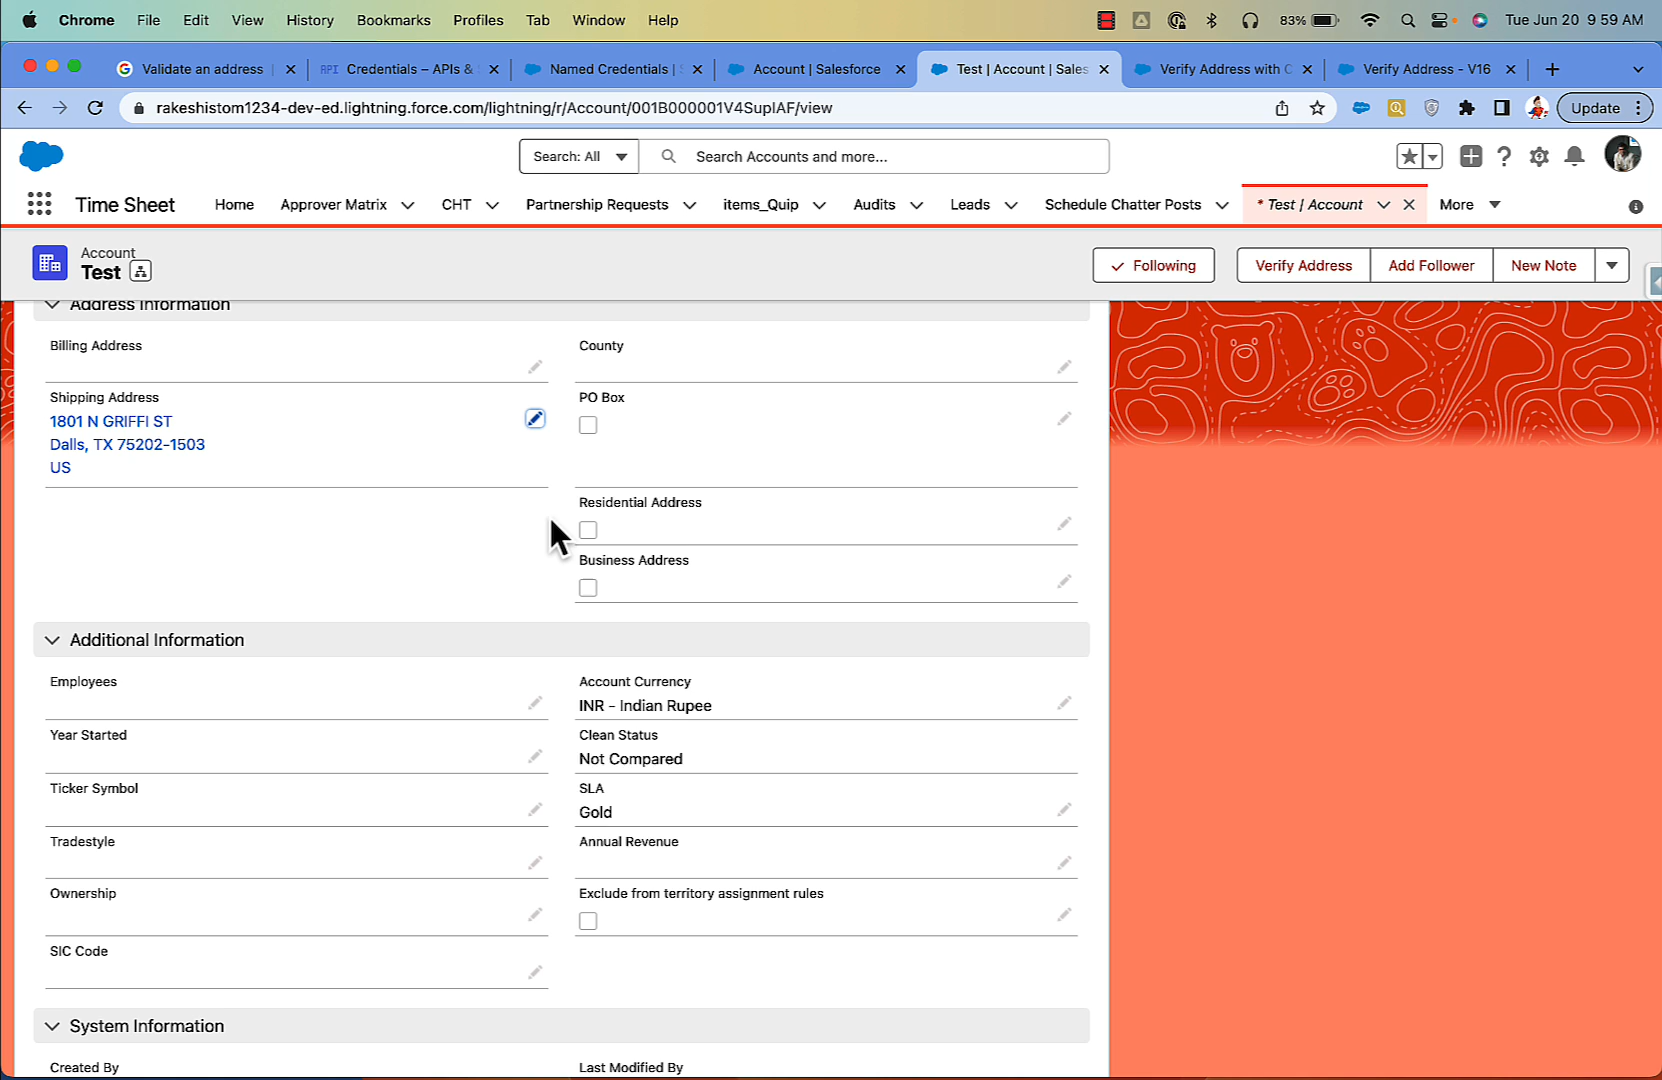 Chrome File Edit View History Bookmarks Profiles Tab Window Help 83% Tue Jun 20 9:59 AM
Validate an address API Credentials – APIs & Named Credentials | Account | Salesforce Test | Account | Sales Verify Address with Verify Address - V16
rakeshistom1234-dev-ed.lightning.force.com/lightning/r/Account/001B000001V4SupIAF/view Update
Search: All Search Accounts and more...
Time Sheet Home Approver Matrix CHT Partnership Requests items_Quip Audits Leads Schedule Chatter Posts * Test | Account More
Account
Test
Following Verify Address Add Follower New Note
Address Information
Billing Address
County
Shipping Address
1801 N GRIFFI ST
Dalls, TX 75202-1503
US
PO Box
Residential Address
Business Address
Additional Information
Employees
Account Currency
INR - Indian Rupee
Year Started
Clean Status
Not Compared
Ticker Symbol
SLA
Gold
Tradestyle
Annual Revenue
Ownership
Exclude from territory assignment rules
SIC Code
System Information
Created By
Last Modified By